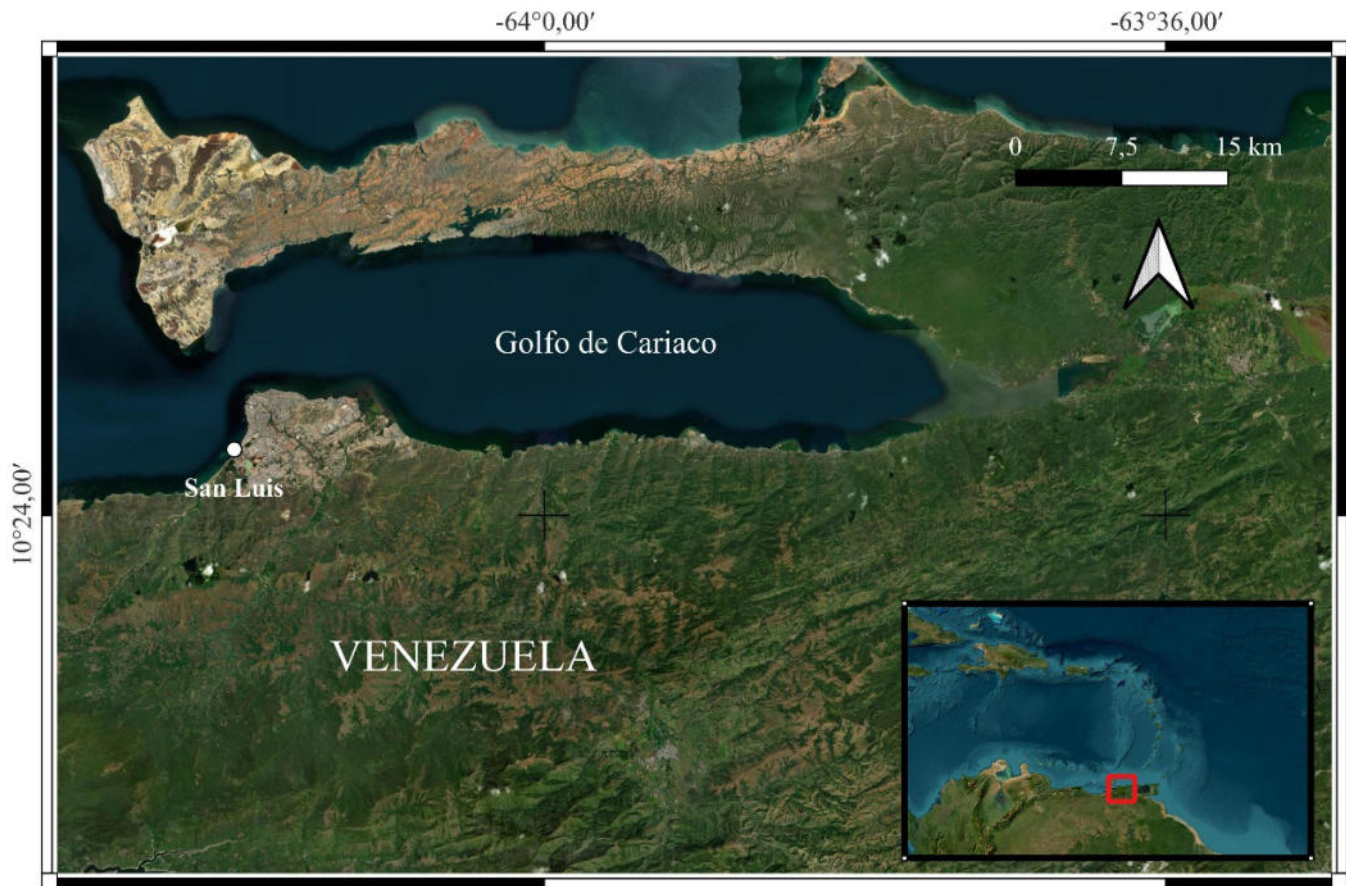 -64°0,00′
-63°36,00′
0 7,5 15 km
Golfo de Cariaco
San Luis
10°24,00′
VENEZUELA